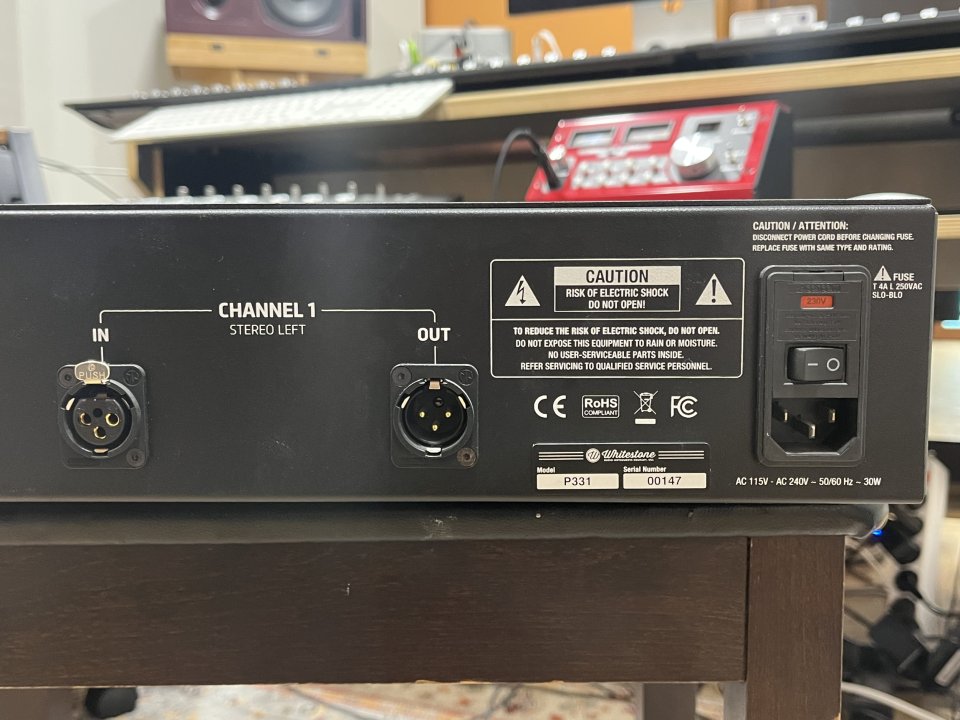 CAUTION / ATTENTION:
DISCONNECT POWER CORD BEFORE CHANGING FUSE.
REPLACE FUSE WITH SAME TYPE AND RATING.
CHANNEL 1
STEREO LEFT
IN
OUT
PUSH
CAUTION
RISK OF ELECTRIC SHOCK
DO NOT OPEN!
TO REDUCE THE RISK OF ELECTRIC SHOCK, DO NOT OPEN.
DO NOT EXPOSE THIS EQUIPMENT TO RAIN OR MOISTURE.
NO USER-SERVICEABLE PARTS INSIDE.
REFER SERVICING TO QUALIFIED SERVICE PERSONNEL.
CE
RoHS
COMPLIANT
FC
FUSE
T 4A L 250VAC
SLO-BLO
230V
Whitestone
Model
P331
Serial Number
00147
AC 115V - AC 240V ~ 50/60 Hz ~ 30W